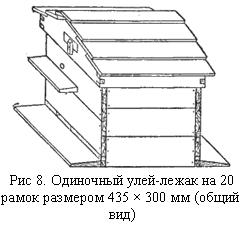 Рис 8. Одиночный улей-лежак на 20
рамок размером 435 × 300 мм (общий
вид)